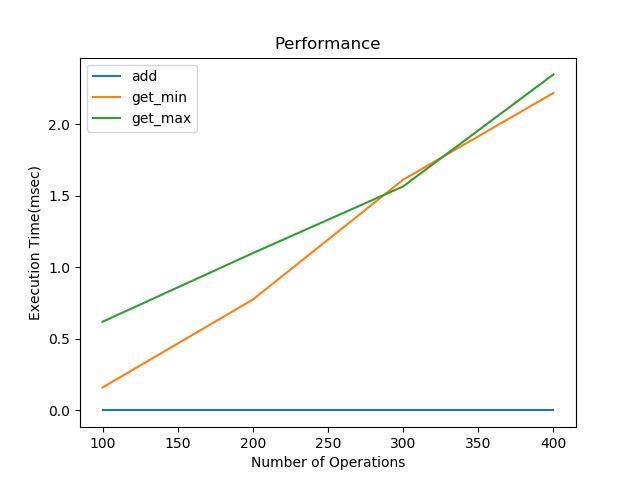 Performance
add
get_min
get_max
2.0
1.5
1.0
0.5
0.0
Execution Time(msec)
100 150 200 250 300 350 400
Number of Operations